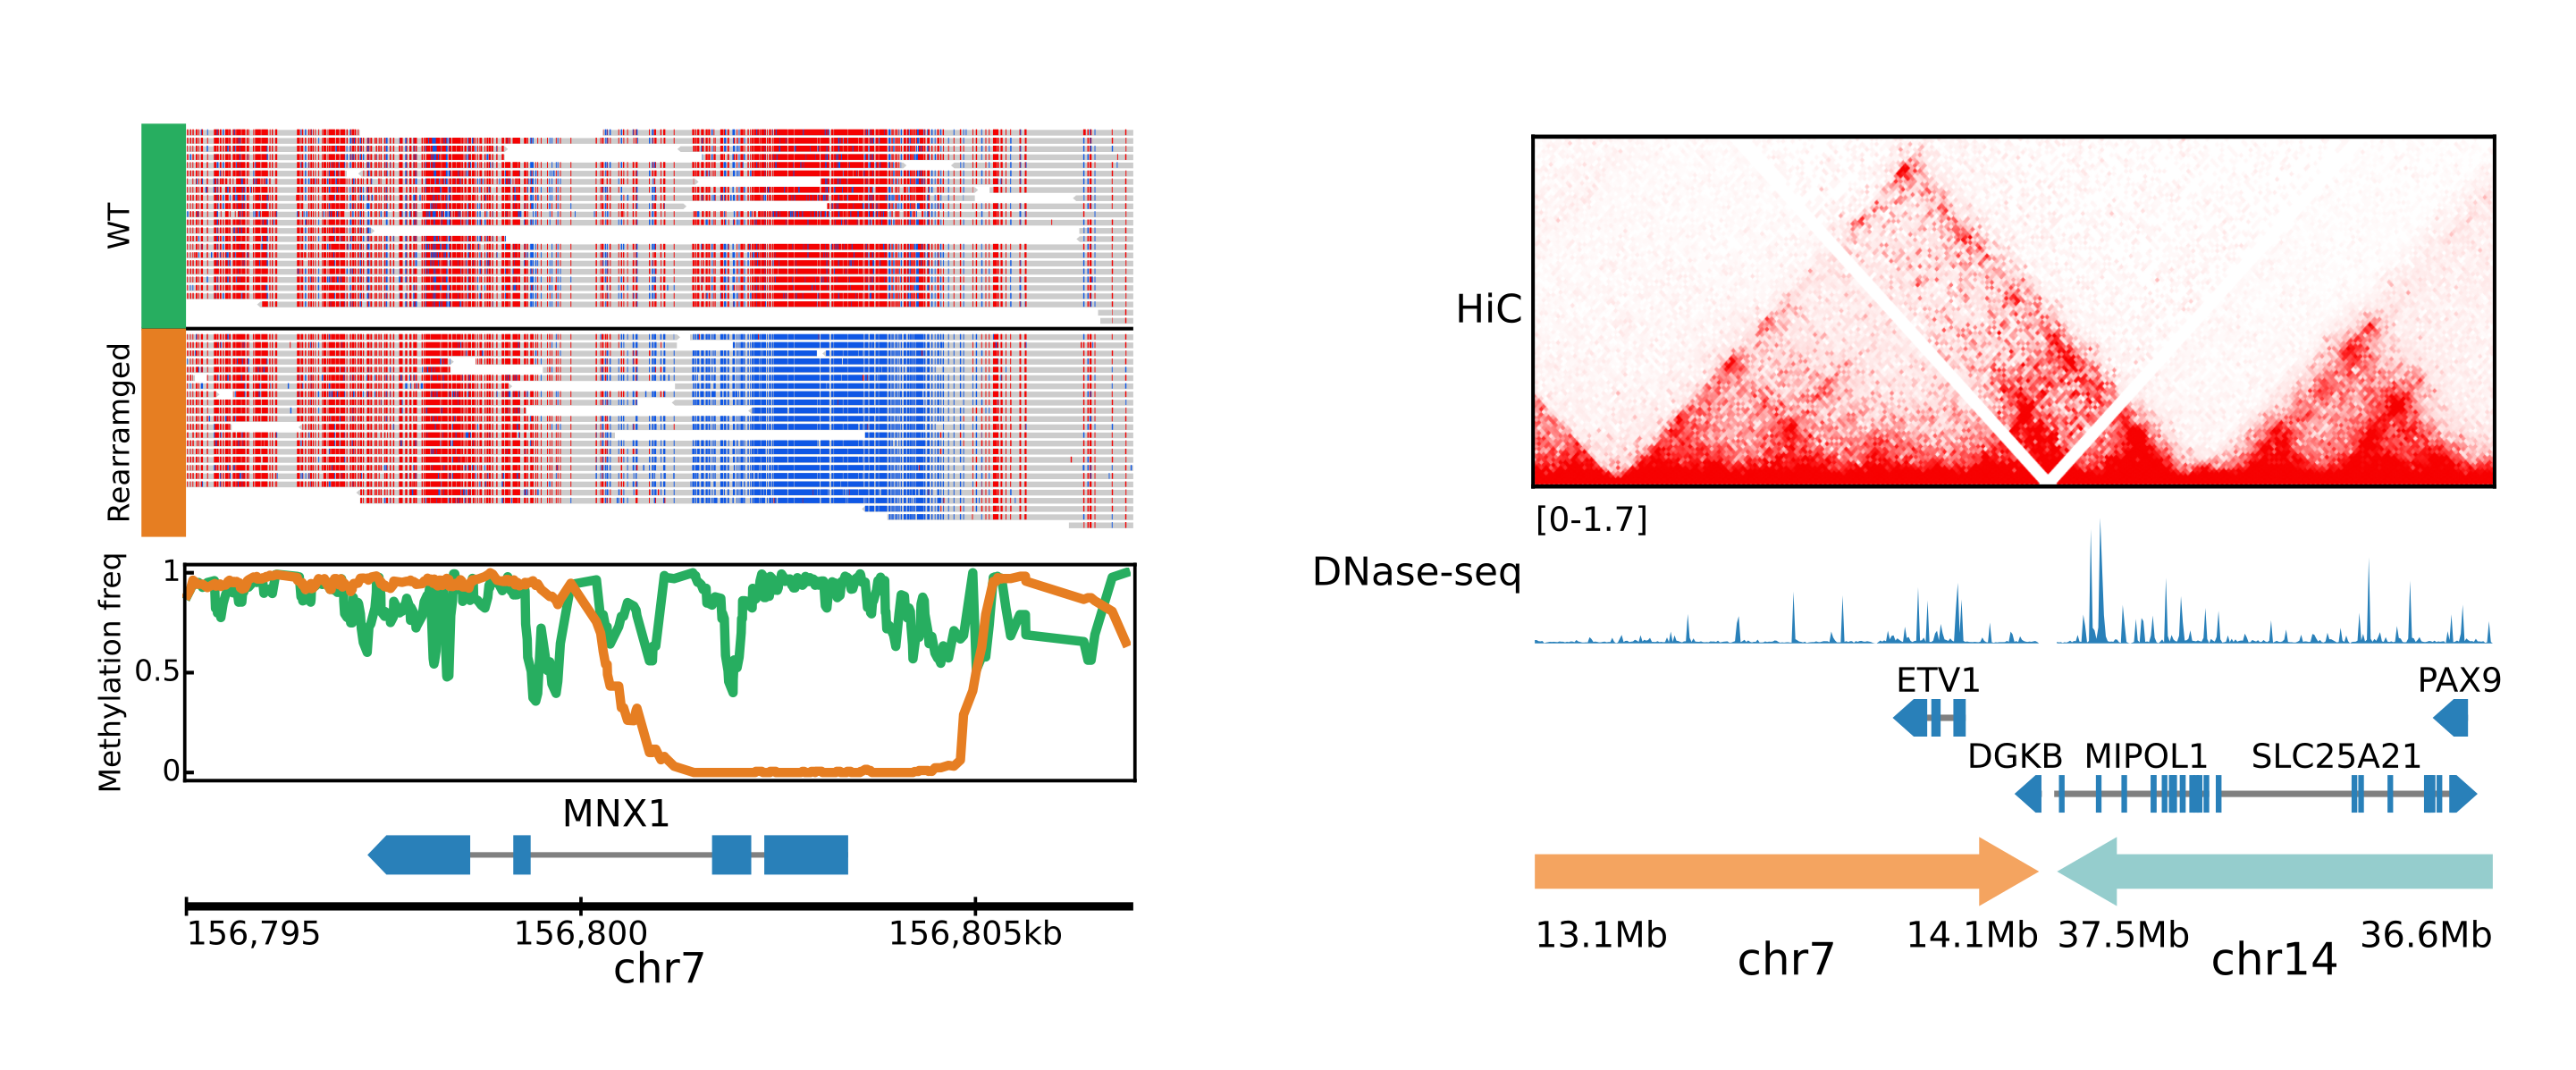 WT
Rearramged
Methylation freq
1
0.5
0
MNX1
156,795 156,800 156,805kb
chr7
HiC
[0-1.7]
DNase-seq
ETV1 PAX9
DGKB MIPOL1 SLC25A21
13.1Mb 14.1Mb 37.5Mb 36.6Mb
chr7 chr14